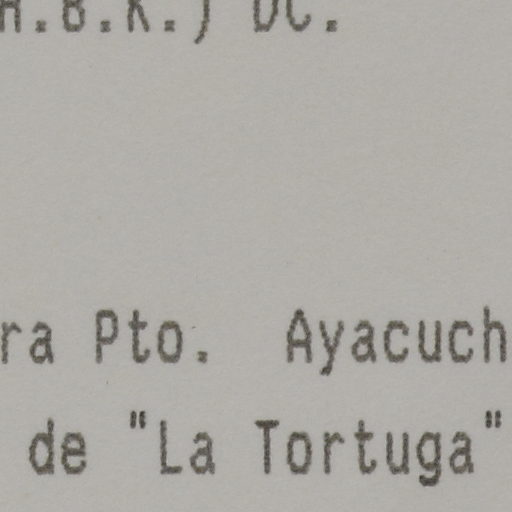 H.B.K.) DC.
ra Pto. Ayacuch
de "La Tortuga"